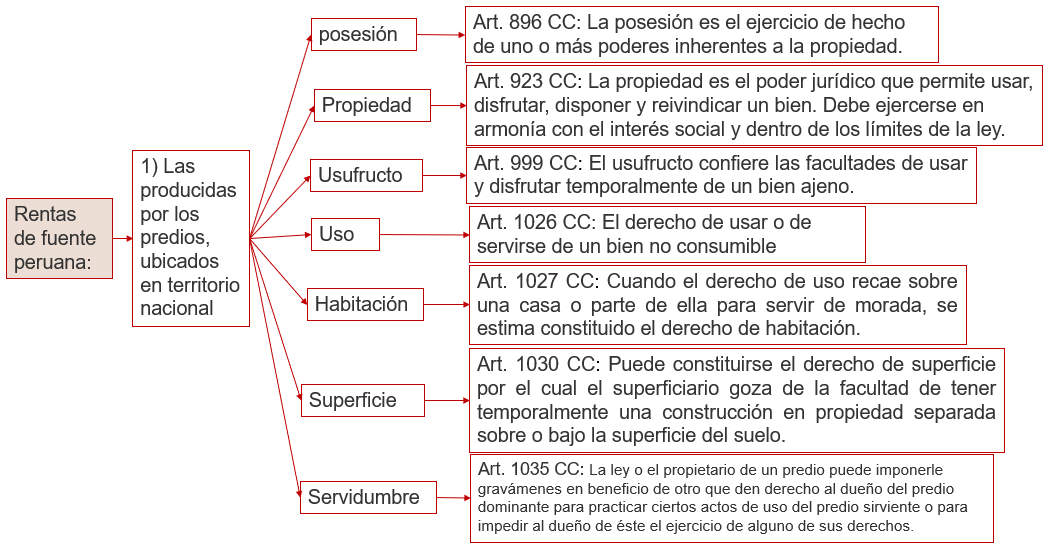 Rentas
de fuente
peruana:
1) Las
producidas
por los
predios,
ubicados
en territorio
nacional
posesión
Art. 896 CC: La posesión es el ejercicio de hecho
de uno o más poderes inherentes a la propiedad.
Propiedad
Art. 923 CC: La propiedad es el poder jurídico que permite usar,
disfrutar, disponer y reivindicar un bien. Debe ejercerse en
armonía con el interés social y dentro de los límites de la ley.
Usufructo
Art. 999 CC: El usufructo confiere las facultades de usar
y disfrutar temporalmente de un bien ajeno.
Uso
Art. 1026 CC: El derecho de usar o de
servirse de un bien no consumible
Habitación
Art. 1027 CC: Cuando el derecho de uso recae sobre
una casa o parte de ella para servir de morada, se
estima constituido el derecho de habitación.
Superficie
Art. 1030 CC: Puede constituirse el derecho de superficie
por el cual el superficiario goza de la facultad de tener
temporalmente una construcción en propiedad separada
sobre o bajo la superficie del suelo.
Servidumbre
Art. 1035 CC: La ley o el propietario de un predio puede imponerle
gravámenes en beneficio de otro que den derecho al dueño del predio
dominante para practicar ciertos actos de uso del predio sirviente o para
impedir al dueño de éste el ejercicio de alguno de sus derechos.